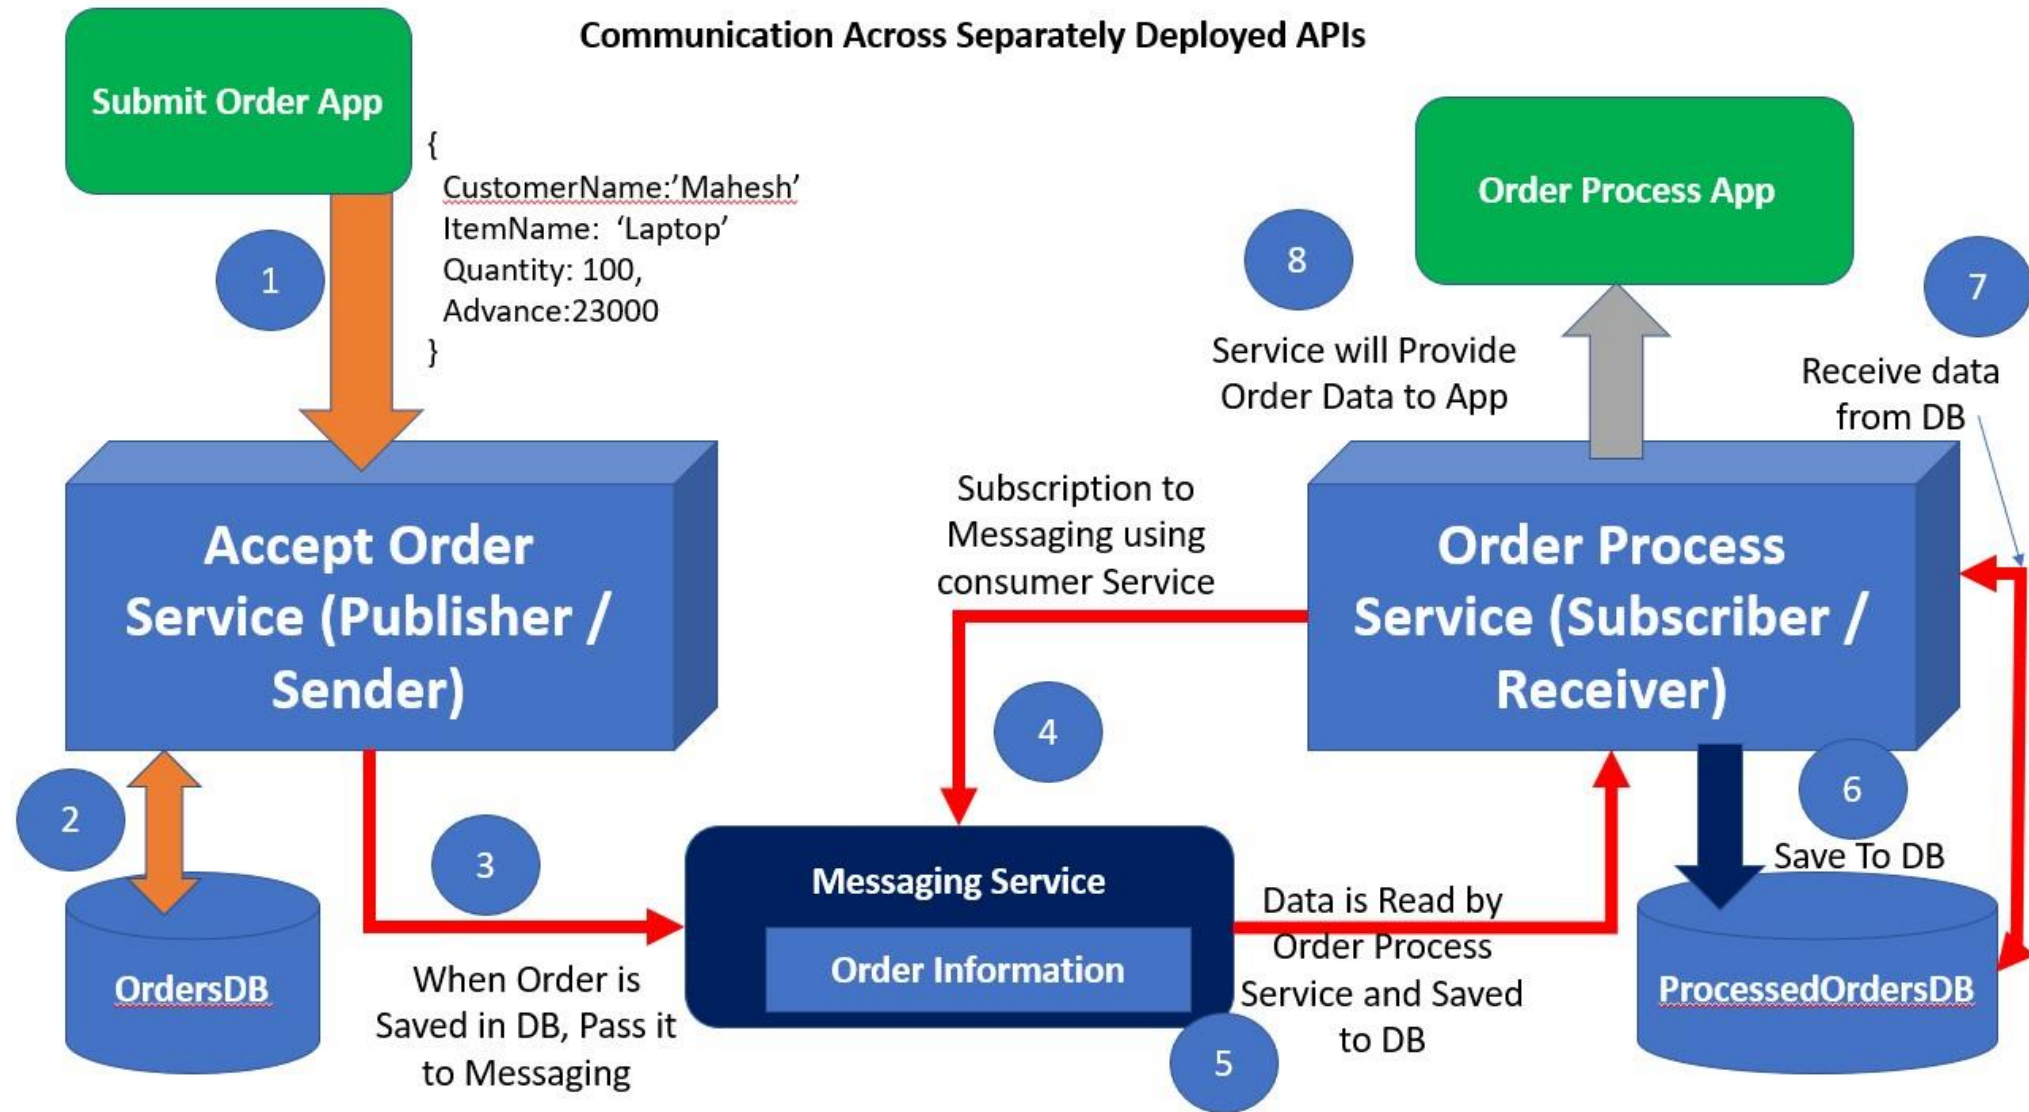 Communication Across Separately Deployed APIs
Submit Order App
{
CustomerName:’Mahesh’
ItemName: ‘Laptop’
Quantity: 100,
Advance:23000
}
1
Accept Order
Service (Publisher /
Sender)
2
OrdersDB
3
When Order is
Saved in DB, Pass it
to Messaging
Subscription to
Messaging using
consumer Service
4
Messaging Service
Order Information
5
Data is Read by
Order Process
Service and Saved
to DB
Order Process
Service (Subscriber /
Receiver)
6
Save To DB
ProcessedOrdersDB
7
Receive data
from DB
8
Service will Provide
Order Data to App
Order Process App